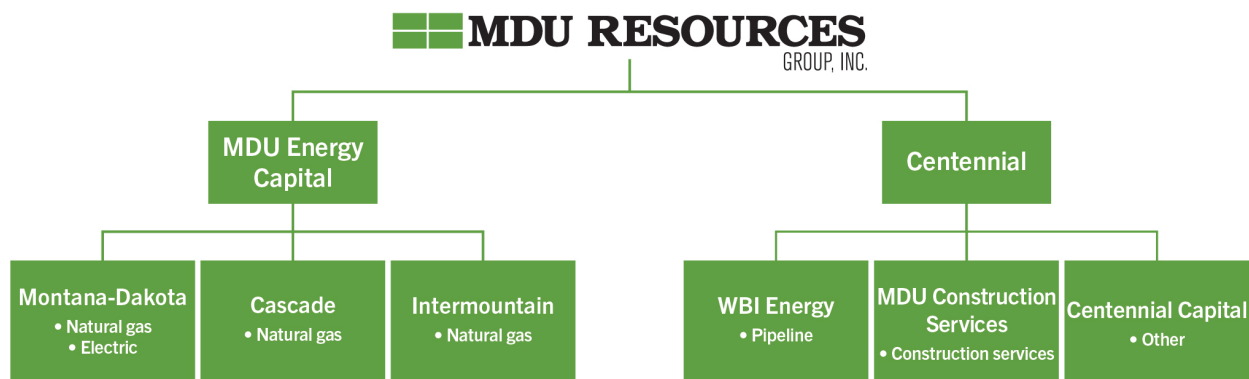 MDU RESOURCES
GROUP, INC.
MDU Energy
Capital
Centennial
Montana-Dakota
• Natural gas
• Electric
Cascade
• Natural gas
Intermountain
• Natural gas
WBI Energy
• Pipeline
MDU Construction
Services
• Construction services
Centennial Capital
• Other